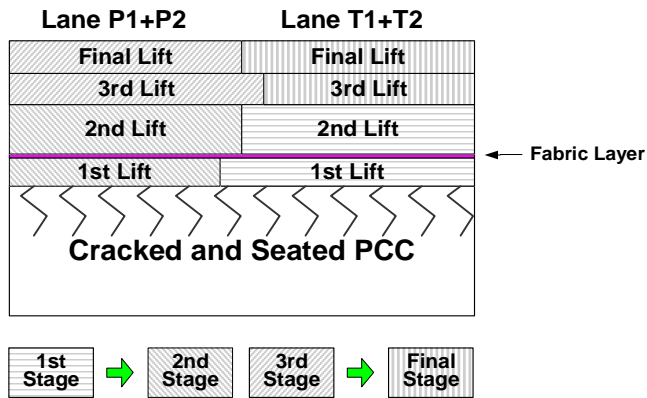 Lane P1+P2 Lane T1+T2
Final Lift Final Lift
3rd Lift 3rd Lift
2nd Lift 2nd Lift
Fabric Layer
1st Lift 1st Lift
Cracked and Seated PCC
1st Stage
2nd Stage
3rd Stage
Final Stage